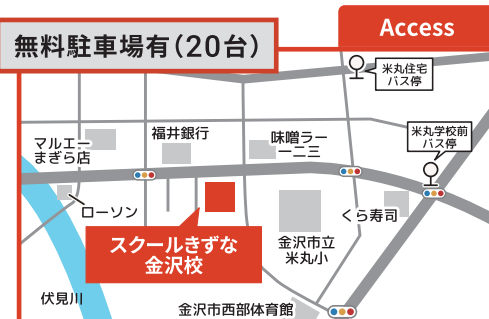 Access
無料駐車場有(20台)
米丸住宅
バス停
米丸学校前
バス停
マルエー
まぎら店
福井銀行
味噌ラー
一二三
ローソン
くら寿司
スクールきずな
金沢校
金沢市立
米丸小
伏見川
金沢市西部体育館